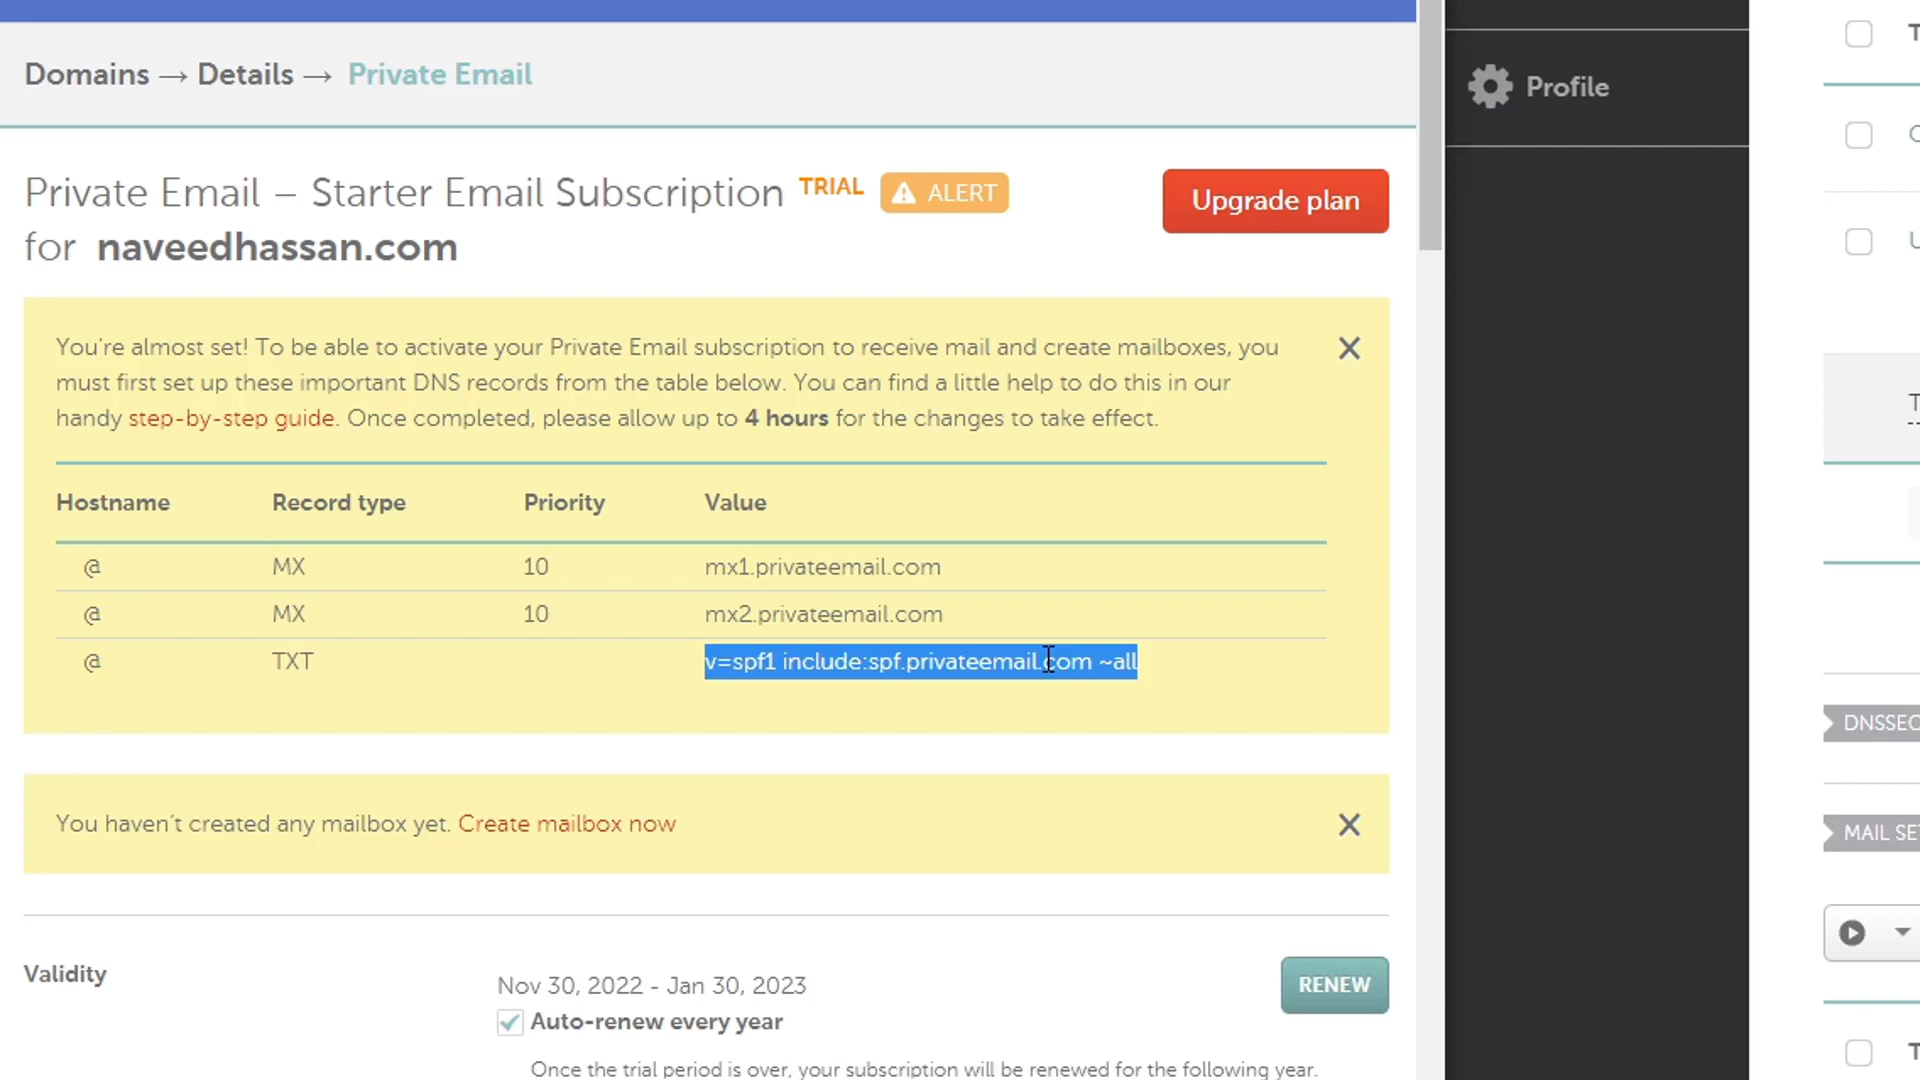 Domains → Details → Private Email
Profile
Private Email – Starter Email Subscription TRIAL ALERT
for naveedhassan.com
Upgrade plan
You're almost set! To be able to activate your Private Email subscription to receive mail and create mailboxes, you
must first set up these important DNS records from the table below. You can find a little help to do this in our
handy step-by-step guide. Once completed, please allow up to 4 hours for the changes to take effect.
Hostname Record type Priority Value
@ MX 10 mx1.privateemail.com
@ MX 10 mx2.privateemail.com
@ TXT v=spf1 include:spf.privateemail.com ~all
DNSSEC
You haven't created any mailbox yet. Create mailbox now
MAIL SE
Validity
Nov 30, 2022 - Jan 30, 2023
RENEW
Auto-renew every year
Once the trial period is over, your subscription will be renewed for the following year.